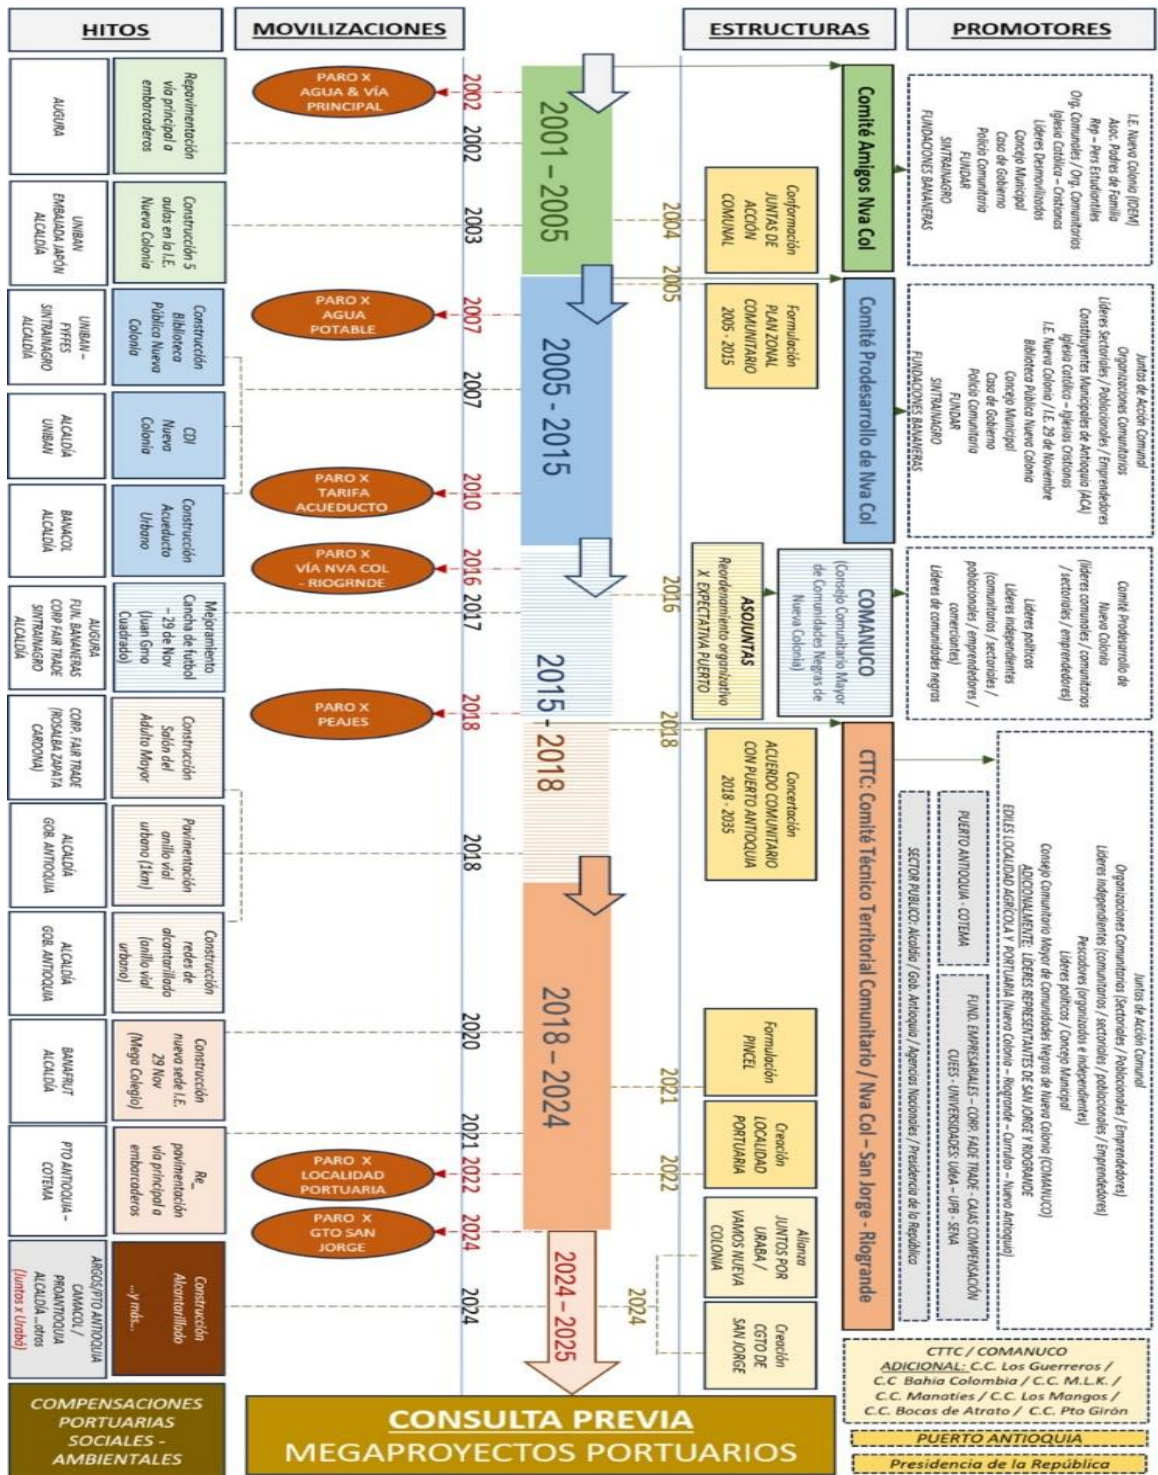 HITOS
MOVILIZACIONES
ESTRUCTURAS
PROMOTORES
AUGURA
Repavimentación
vía principal a
embarcaderos
UNIBAN
EMBAJADA JAPÓN
ALCALDÍA
Construcción 5
aulas en la I.E.
Nueva Colonia
UNIBAN –
FYFFES
SINTRAINAGRO
ALCALDÍA
Construcción
Biblioteca
Pública Nueva
Colonia
ALCALDÍA
UNIBAN
CDI
Nueva
Colonia
BANACOL
ALCALDÍA
Construcción
Acueducto
Urbano
AUGURA
FUN. BANANERAS
CORP FAIR TRADE
SINTRAINAGRO
ALCALDÍA
Mejoramiento
Cancha de futbol
– 29 de Nov
(Juan Gmo
Cuadrado)
CORP. FAIR TRADE
(ROSALBA ZAPATA
CARDONA)
Construcción
Salón del
Adulto Mayor
ALCALDÍA
GOB. ANTIOQUIA
Pavimentación
anillo vial
urbano (1km)
ALCALDÍA
GOB. ANTIOQUIA
Construcción
redes de
alcantarillado
(anillo vial
urbano)
BANAFRUT
ALCALDÍA
Construcción
nueva sede I.E.
29 Nov
(Mega Colegio)
PTO ANTIOQUIA –
COTEMA
Re_
pavimentación
vía principal a
embarcaderos
ARGOS/PTO ANTIOQUIA
CAMACOL /
PROANTIOQUIA
ALCALDÍA ...otros
(Juntos x Urabá)
Construcción
Alcantarillado
...y más...
COMPENSACIONES
PORTUARIAS
SOCIALES -
AMBIENTALES
PARO X
AGUA & VÍA
PRINCIPAL
PARO X
AGUA
POTABLE
PARO X
TARIFA
ACUEDUCTO
PARO X
VÍA NVA COL
- RIOGRNDE
PARO X
PEAJES
PARO X
LOCALIDAD
PORTUARIA
PARO X
GTO SAN
JORGE
2002
2002
2003
2007
2007
2010
2016
2017
2018
2018
2020
2021
2022
2024
2024
2001 – 2005
2005 - 2015
2015 - 2018
2018 – 2024
2024 – 2025
2004
2005
2016
2018
2021
2022
2024
Conformación
JUNTAS DE
ACCIÓN
COMUNAL
Formulación
PLAN ZONAL
COMUNITARIO
2005 - 2015
ASOJUNTAS
Reordenamiento organizativo
X EXPECTATIVA PUERTO
COMANUCO
(Consejo Comunitario Mayor
de Comunidades Negras de
Nueva Colonia)
Concertación
ACUERDO COMUNITARIO
CON PUERTO ANTIOQUIA
2018 - 2035
Formulación
PINCEL
Creación
LOCALIDAD
PORTUARIA
Alianza
JUNTOS POR
URABA /
VAMOS NUEVA
COLONIA
Creación
CGTO DE
SAN JORGE
Comité Amigos Nva Col
Comité Prodesarrollo de Nva Col
CTTC: Comité Técnico Territorial Comunitario / Nva Col – San Jorge - Riogrande
I.E. Nueva Colonia (IDEM)
Asoc. Padres de Familia
Rep – Pers Estudiantiles
Org. Comunales / Org. Comunitarias
Iglesia Católica – Cristianas
Líderes Desmovilizados
Concejo Municipal
Casa de Gobierno
Policía Comunitaria
FUNDAR
SINTRAINAGRO
FUNDACIONES BANANERAS
Juntas de Acción Comunal
Organizaciones Comunitarias
Líderes Sectoriales / Poblacionales / Emprendedores
Constituyentes Municipales de Antioquia (ACA)
Iglesia Católica – Iglesias Cristianas
I.E. Nueva Colonia / I.E. 29 de Noviembre
Biblioteca Pública Nueva Colonia
Concejo Municipal
Casa de Gobierno
Policía Comunitaria
FUNDAR
SINTRAINAGRO
FUNDACIONES BANANERAS
Comité Prodesarrollo de
Nueva Colonia
(líderes comunales / comunitarios
/ sectoriales / emprendedores)
Líderes políticos
Líderes independientes
(comunitarios / sectoriales /
poblacionales / emprendedores /
comerciantes)
Líderes de comunidades negras
Juntas de Acción Comunal
Organizaciones Comunitarias (Sectoriales / Poblacionales / Emprendedores)
Líderes independientes (comunitarios / sectoriales / poblacionales / Emprendedores)
Pescadores (organizados e independientes)
Líderes políticos / Concejo Municipal
Consejo Comunitario Mayor de Comunidades Negras de Nueva Colonia (COMANUCO)
ADICIONALMENTE: LÍDERES REPRESENTANTES DE SAN JORGE Y RIOGRANDE
EDILES LOCALIDAD AGRÍCOLA Y PORTUARIA (Nueva Colonia – Riogrande – Currulao – Nueva Antioquia)
PUERTO ANTIOQUIA - COTEMA
FUND. EMPRESARIALES – CORP. FADE TRADE - CAJAS COMPENSACIÓN
CUEES - UNIVERSIDADES: UdeA – UPB - SENA
SECTOR PUBLICO: Alcaldía / Gob. Antioquia / Agencias Nacionales / Presidencia de la República
CTTC / COMANUCO
ADICIONAL: C.C. Los Guerreros /
C.C Bahia Colombia / C.C. M.L.K. /
C.C. Manatíes / C.C. Los Mangos /
C.C. Bocas de Atrato / C.C. Pto Girón
PUERTO ANTIOQUIA
Presidencia de la República
CONSULTA PREVIA
MEGAPROYECTOS PORTUARIOS